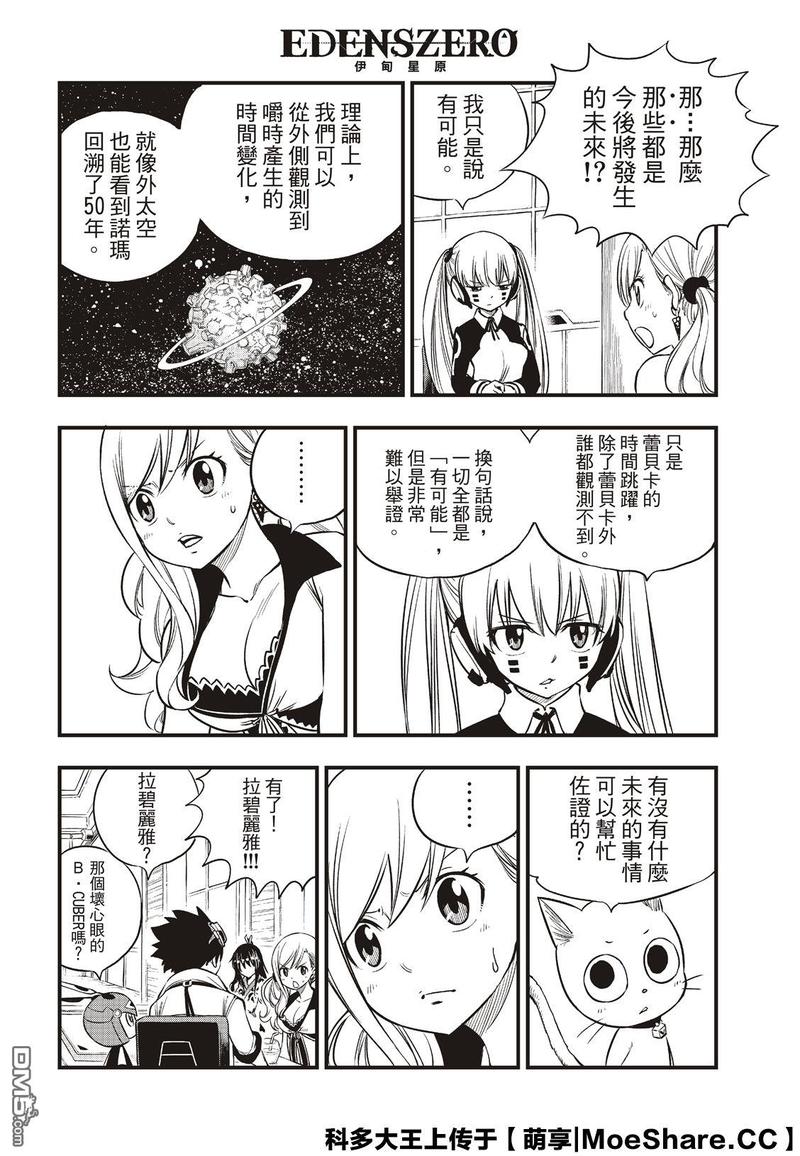 EDENSZERO
伊甸星原
那…那麼
那些都是
今後將發生
的未來!?
我只是說
有可能。
理論上，
我們可以
從外側觀測到
嚼時產生的
時間變化，
就像外太空
也能看到諾瑪
回溯了50年。
只是
蕾貝卡的
時間跳躍，
除了蕾貝卡外
誰都觀測不到。
換句話說，
一切全都是
「有可能」，
但是非常
難以舉證。
……
有沒有什麼
未來的事情
可以幫忙
佐證的？
……
有了！
拉碧麗雅!!!
拉碧麗雅？
那個壞心眼的
B・CUBER嗎？
DM5
.com
科多大王上传于【萌享|MoeShare.CC】